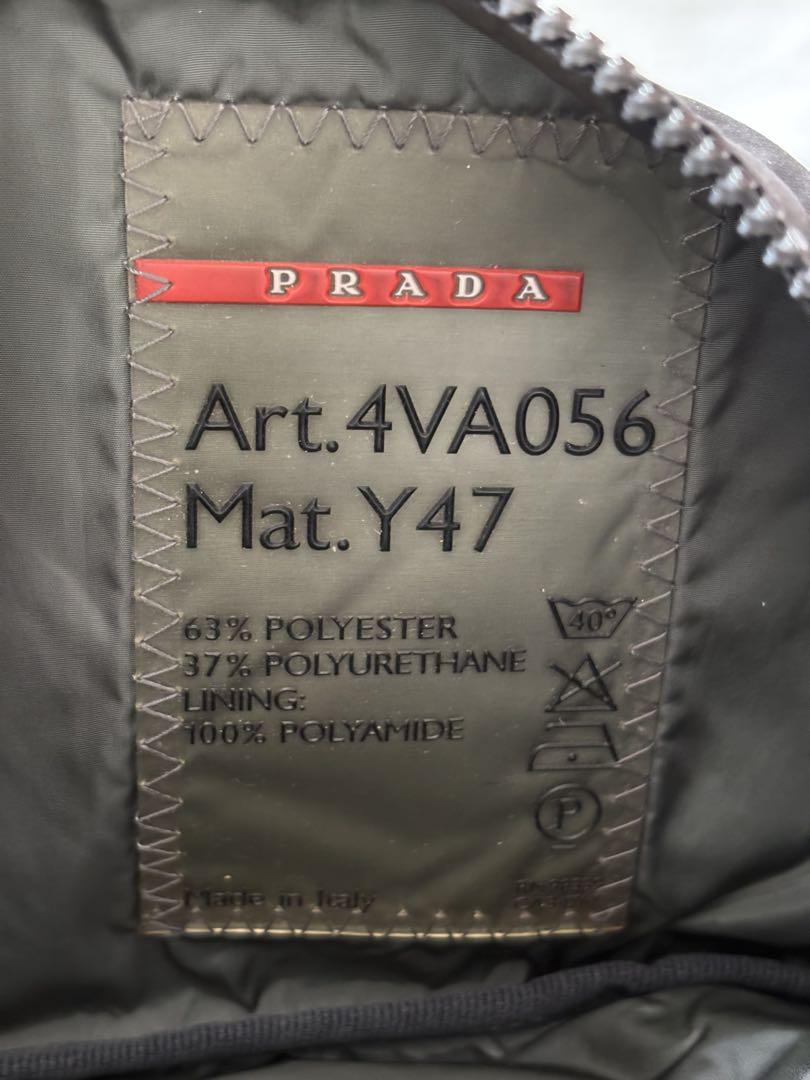 PRADA
Art.4VA056
Mat.Y47
63% POLYESTER
37% POLYURETHANE
LINING:
100% POLYAMIDE
40°
P
Made in Italy